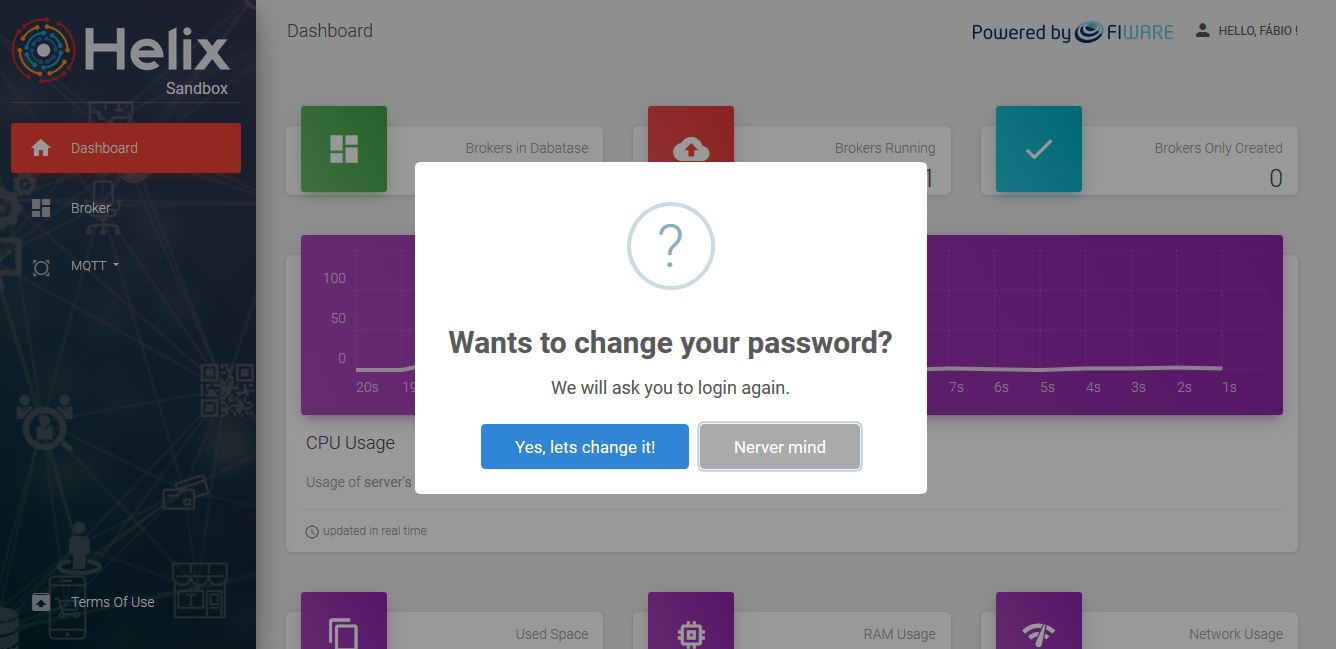 Helix
Sandbox
Dashboard
Broker
MQTT
Terms Of Use
Dashboard
Powered by FIWARE
HELLO, FÁBIO !
Brokers in Dabatase
Brokers Running
1
Brokers Only Created
0
100
50
0
20s
7s 6s 5s 4s 3s 2s 1s
CPU Usage
Usage of server's
updated in real time
Wants to change your password?
We will ask you to login again.
Yes, lets change it!
Nerver mind
Used Space
RAM Usage
Network Usage